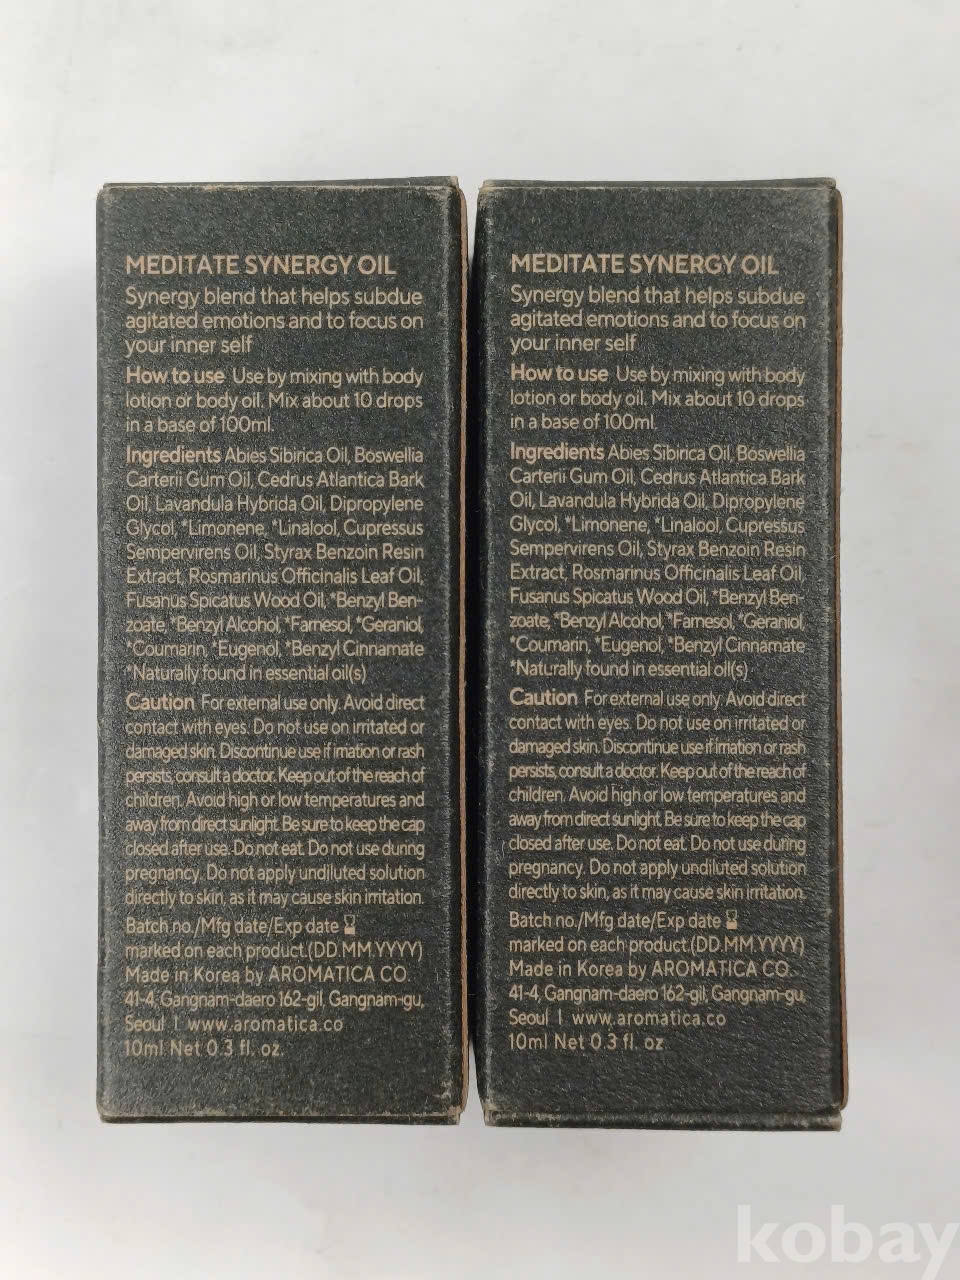 MEDITATE SYNERGY OIL
Synergy blend that helps subdue
agitated emotions and to focus on
your inner self
How to use Use by mixing with body
lotion or body oil. Mix about 10 drops
in a base of 100ml.
Ingredients Abies Sibirica Oil, Boswellia
Carterii Gum Oil, Cedrus Atlantica Bark
Oil, Lavandula Hybrida Oil, Dipropylene
Glycol, *Limonene, *Linalool, Cupressus
Sempervirens Oil, Styrax Benzoin Resin
Extract, Rosmarinus Officinalis Leaf Oil,
Fusanus Spicatus Wood Oil, *Benzyl Ben-
zoate, *Benzyl Alcohol, *Farnesol, *Geraniol,
*Coumarin, *Eugenol, *Benzyl Cinnamate
*Naturally found in essential oil(s)
Caution For external use only. Avoid direct
contact with eyes. Do not use on irritated or
damaged skin. Discontinue use if irritation or rash
persists, consult a doctor. Keep out of the reach of
children. Avoid high or low temperatures and
away from direct sunlight. Be sure to keep the cap
closed after use. Do not eat. Do not use during
pregnancy. Do not apply undiluted solution
directly to skin, as it may cause skin irritation.
Batch no./Mfg date/Exp date
marked on each product.(DD.MM.YYYY)
Made in Korea by AROMATICA CO.
41-4, Gangnam-daero 162-gil, Gangnam-gu,
Seoul | www.aromatica.co
10ml Net 0.3 fl. oz.
MEDITATE SYNERGY OIL
Synergy blend that helps subdue
agitated emotions and to focus on
your inner self
How to use Use by mixing with body
lotion or body oil. Mix about 10 drops
in a base of 100ml.
Ingredients Abies Sibirica Oil, Boswellia
Carterii Gum Oil, Cedrus Atlantica Bark
Oil, Lavandula Hybrida Oil, Dipropylene
Glycol, *Limonene, *Linalool, Cupressus
Sempervirens Oil, Styrax Benzoin Resin
Extract, Rosmarinus Officinalis Leaf Oil,
Fusanus Spicatus Wood Oil, *Benzyl Ben-
zoate, *Benzyl Alcohol, *Farnesol, *Geraniol,
*Coumarin, *Eugenol, *Benzyl Cinnamate
*Naturally found in essential oil(s)
Caution For external use only. Avoid direct
contact with eyes. Do not use on irritated or
damaged skin. Discontinue use if irritation or rash
persists, consult a doctor. Keep out of the reach of
children. Avoid high or low temperatures and
away from direct sunlight. Be sure to keep the cap
closed after use. Do not eat. Do not use during
pregnancy. Do not apply undiluted solution
directly to skin, as it may cause skin irritation.
Batch no./Mfg date/Exp date
marked on each product.(DD.MM.YYYY)
Made in Korea by AROMATICA CO.
41-4, Gangnam-daero 162-gil, Gangnam-gu,
Seoul | www.aromatica.co
10ml Net 0.3 fl. oz.
kobay